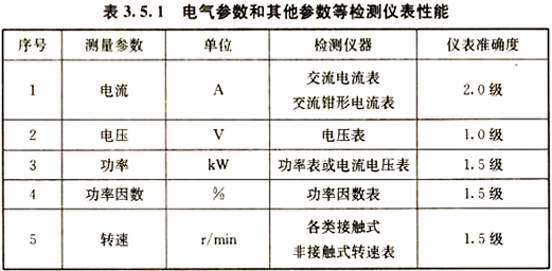 表 3.5.1 电气参数和其他参数等检测仪表性能
序号 测量参数 单位 检测仪器 仪表准确度
1 电流 A 交流电流表 2.0 级
交流钳形电流表
2 电压 V 电压表 1.0 级
3 功率 kW 功率表或电流电压表 1.5 级
4 功率因数 % 功率因数表 1.5 级
5 转速 r/min 各类接触式 1.5 级
非接触式转速表